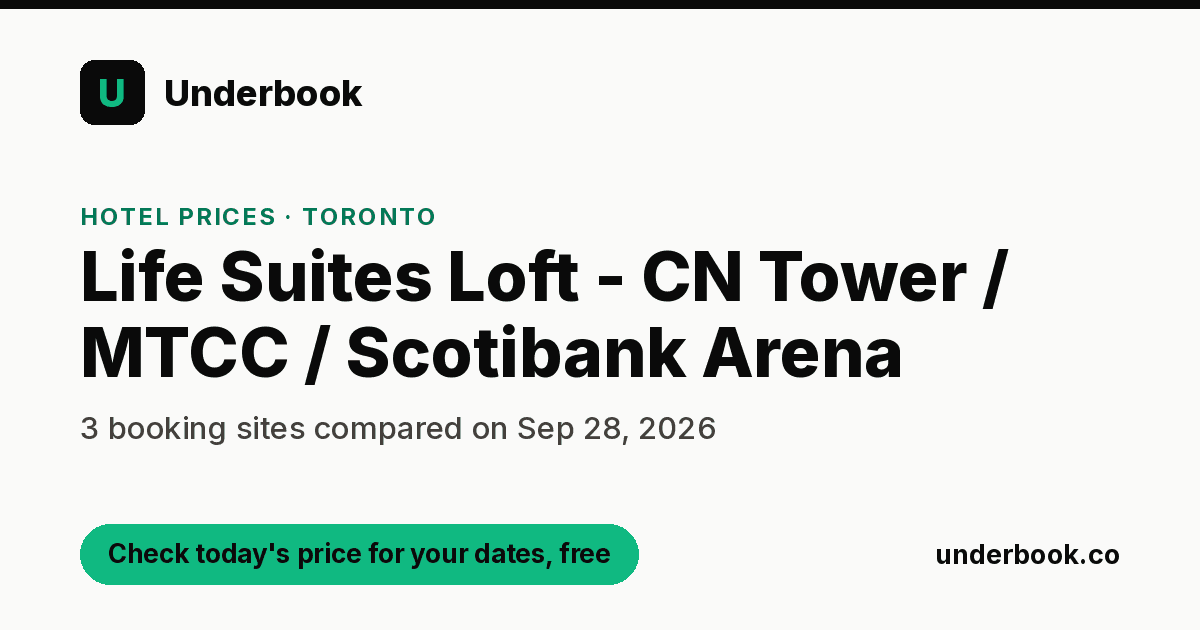 U Underbook
HOTEL PRICES · TORONTO
Life Suites Loft - CN Tower /
MTCC / Scotibank Arena
3 booking sites compared on Sep 28, 2026
Check today's price for your dates, free
underbook.co